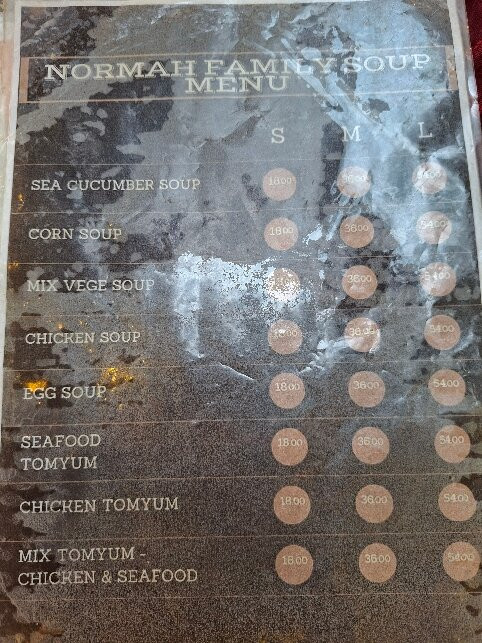 NORMAH FAMILY SOUP
MENU
S M L
SEA CUCUMBER SOUP 18.00
CORN SOUP 18.00 36.00 54.00
MIX VEGE SOUP 36.00
CHICKEN SOUP 54.00
EGG SOUP 18.00 36.00 54.00
SEAFOOD
TOMYUM 18.00 36.00 54.00
CHICKEN TOMYUM 18.00 36.00 54.00
MIX TOMYUM -
CHICKEN & SEAFOOD 18.00 36.00 54.00